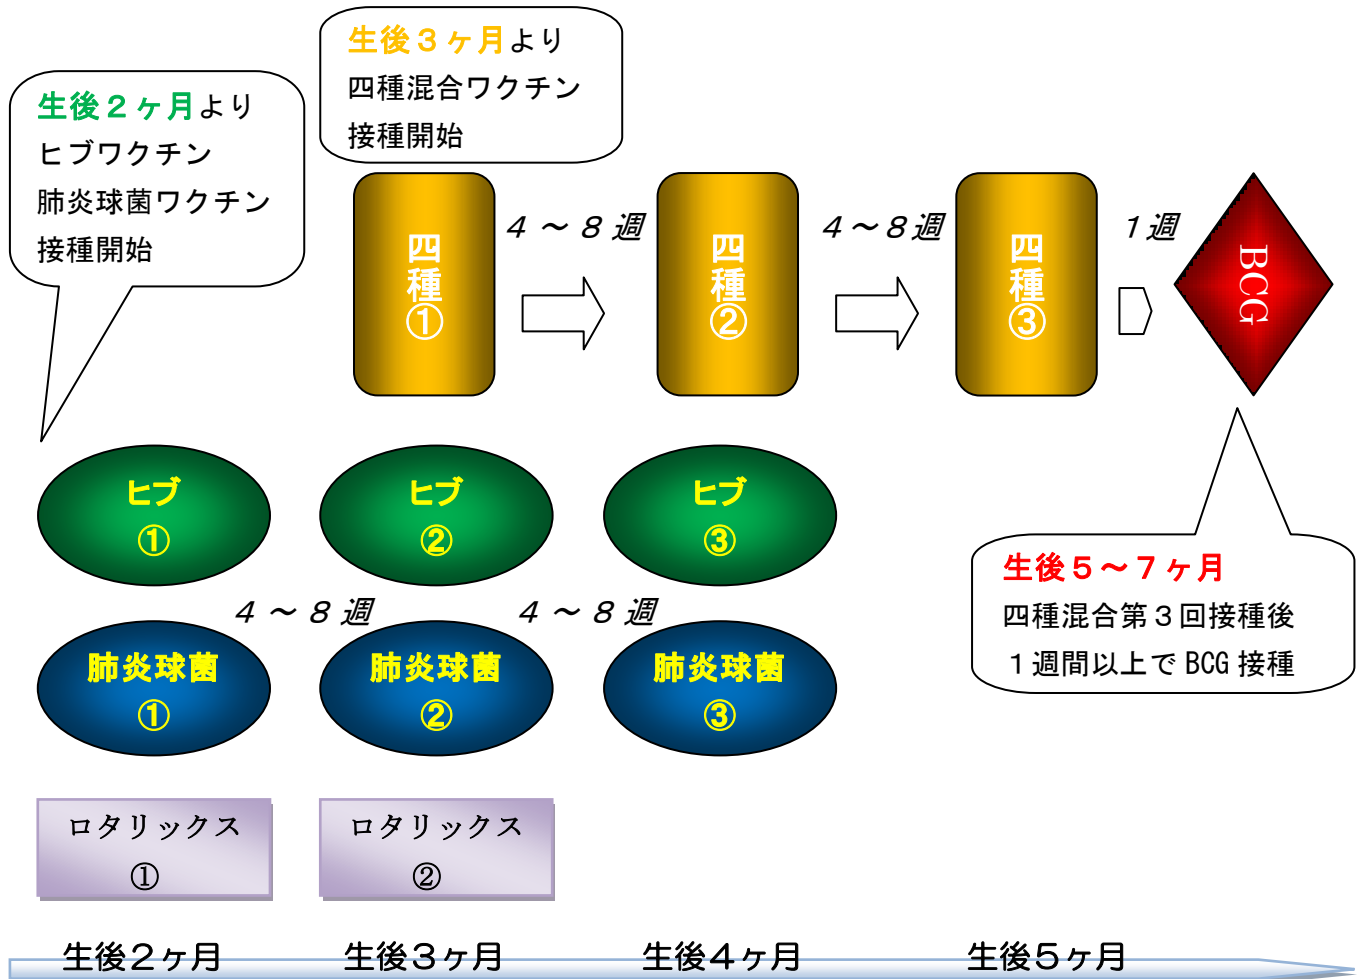 生後３ヶ月より
四種混合ワクチン
接種開始
生後２ヶ月より
ヒブワクチン
肺炎球菌ワクチン
接種開始
四種①
４～８週
四種②
４～８週
四種③
１週
BCG
ヒブ
①
ヒブ
②
ヒブ
③
４～８週
４～８週
肺炎球菌
①
肺炎球菌
②
肺炎球菌
③
生後５～７ヶ月
四種混合第３回接種後
１週間以上で BCG 接種
ロタリックス
①
ロタリックス
②
生後２ヶ月
生後３ヶ月
生後４ヶ月
生後５ヶ月